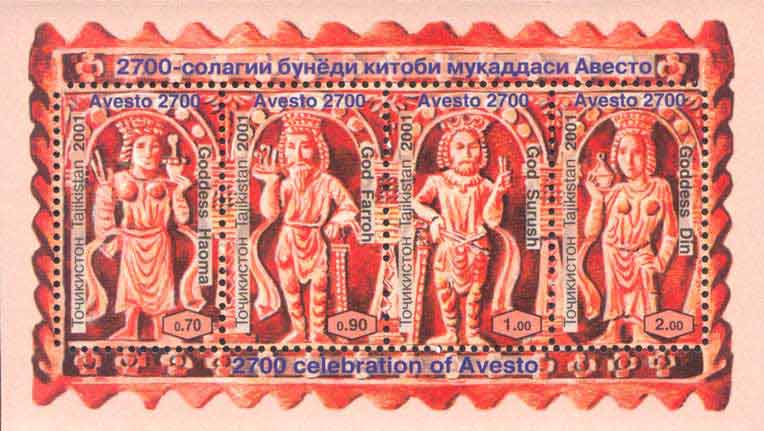 2700-солагии бунёди китоби муқаддаси Авесто
Avesto 2700
Тоҷикистон Tajikistan 2001
Goddess Haoma
0.70
Avesto 2700
Тоҷикистон Tajikistan 2001
God Farroh
0.90
Avesto 2700
Тоҷикистон Tajikistan 2001
God Surush
1.00
Avesto 2700
Тоҷикистон Tajikistan 2001
Goddess Din
2.00
2700 celebration of Avesto